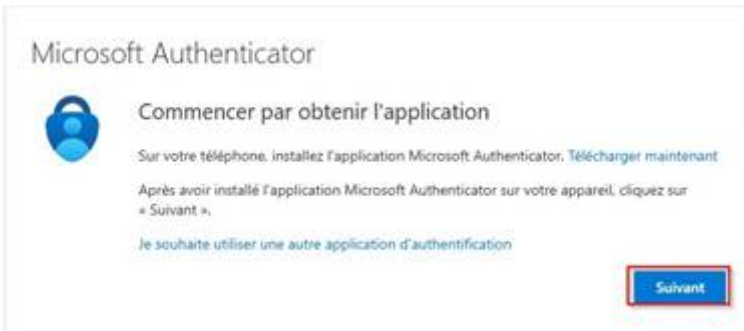 Microsoft Authenticator
Commencer par obtenir l'application
Sur votre téléphone, installez l'application Microsoft Authenticator. Télécharger maintenant
Après avoir installé l'application Microsoft Authenticator sur votre appareil, cliquez sur
« Suivant ».
Je souhaite utiliser une autre application d'authentification
Suivant